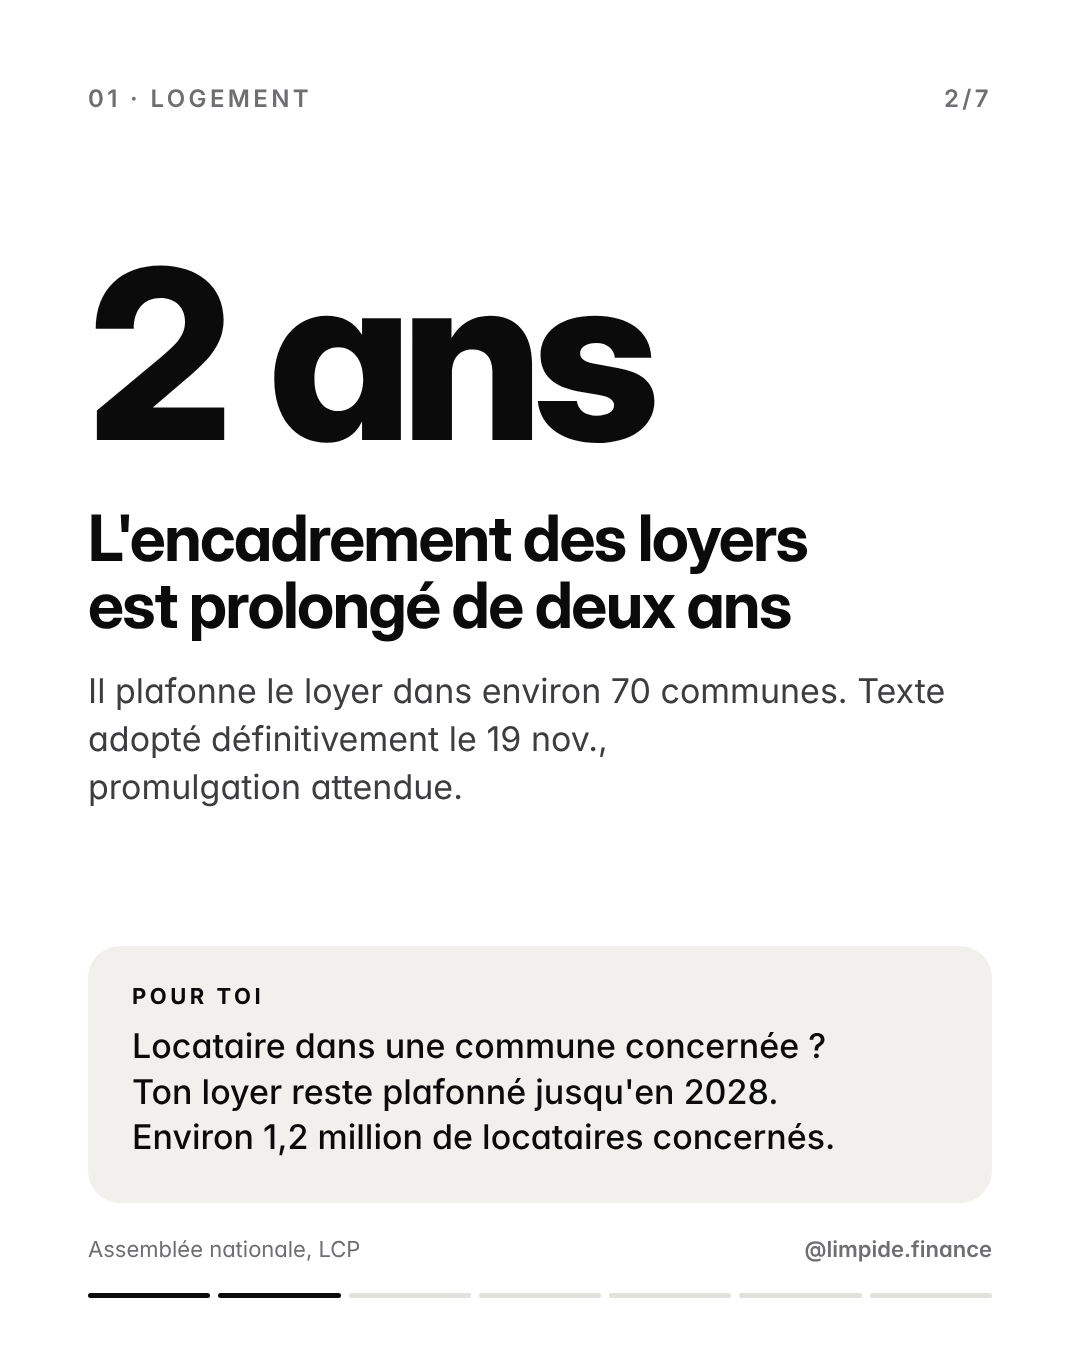 01 · LOGEMENT
2/7
2 ans
L'encadrement des loyers
est prolongé de deux ans
Il plafonne le loyer dans environ 70 communes. Texte
adopté définitivement le 19 nov.,
promulgation attendue.
POUR TOI
Locataire dans une commune concernée ?
Ton loyer reste plafonné jusqu'en 2028.
Environ 1,2 million de locataires concernés.
Assemblée nationale, LCP
@limpide.finance